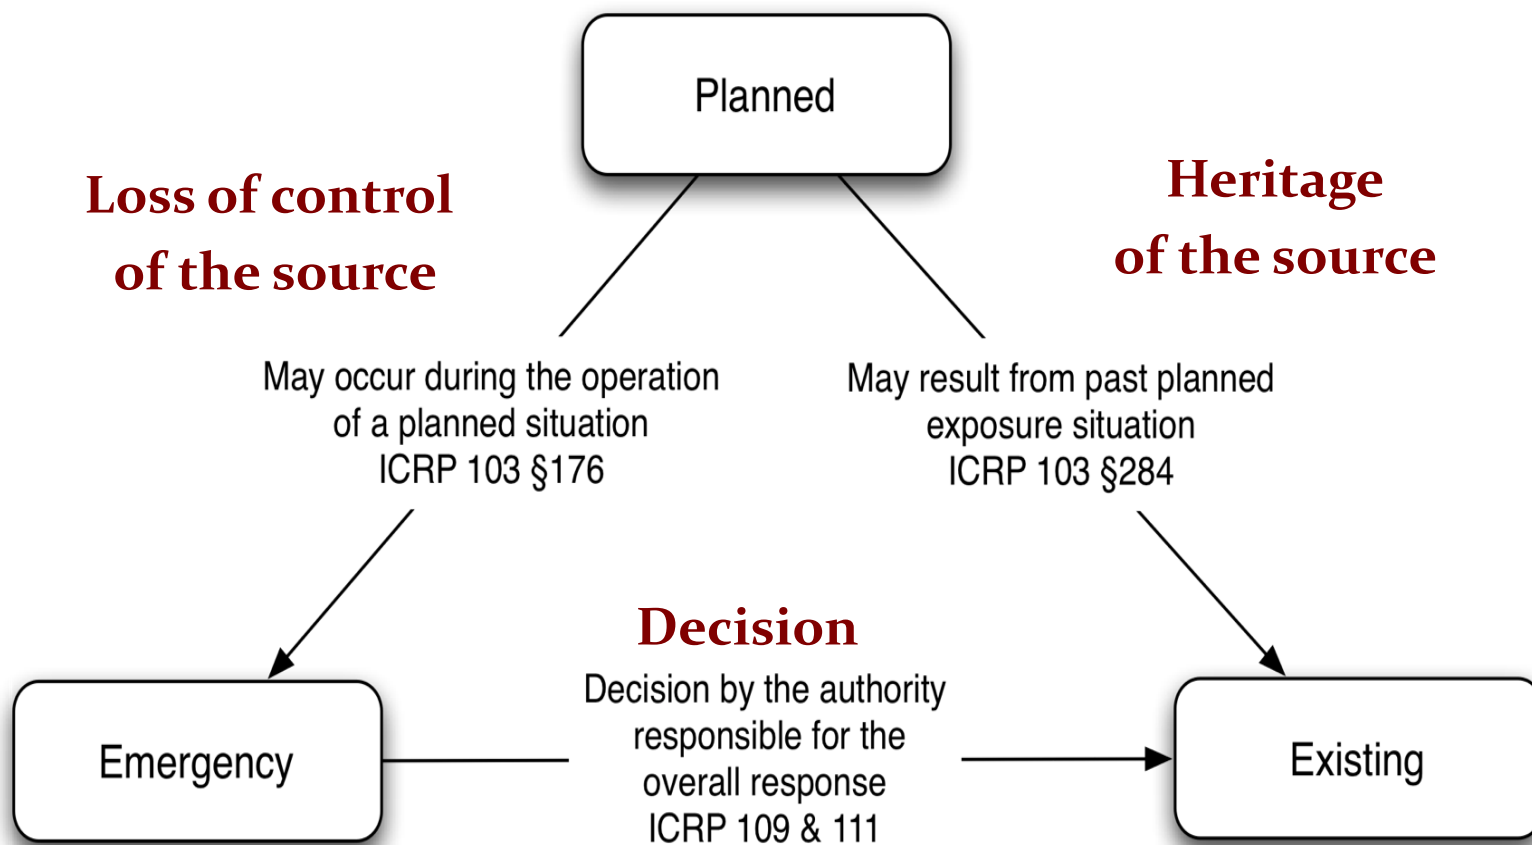 Planned
Loss of control
of the source
Heritage
of the source
May occur during the operation
of a planned situation
ICRP 103 §176
May result from past planned
exposure situation
ICRP 103 §284
Decision
Decision by the authority
responsible for the
overall response
ICRP 109 & 111
Emergency
Existing